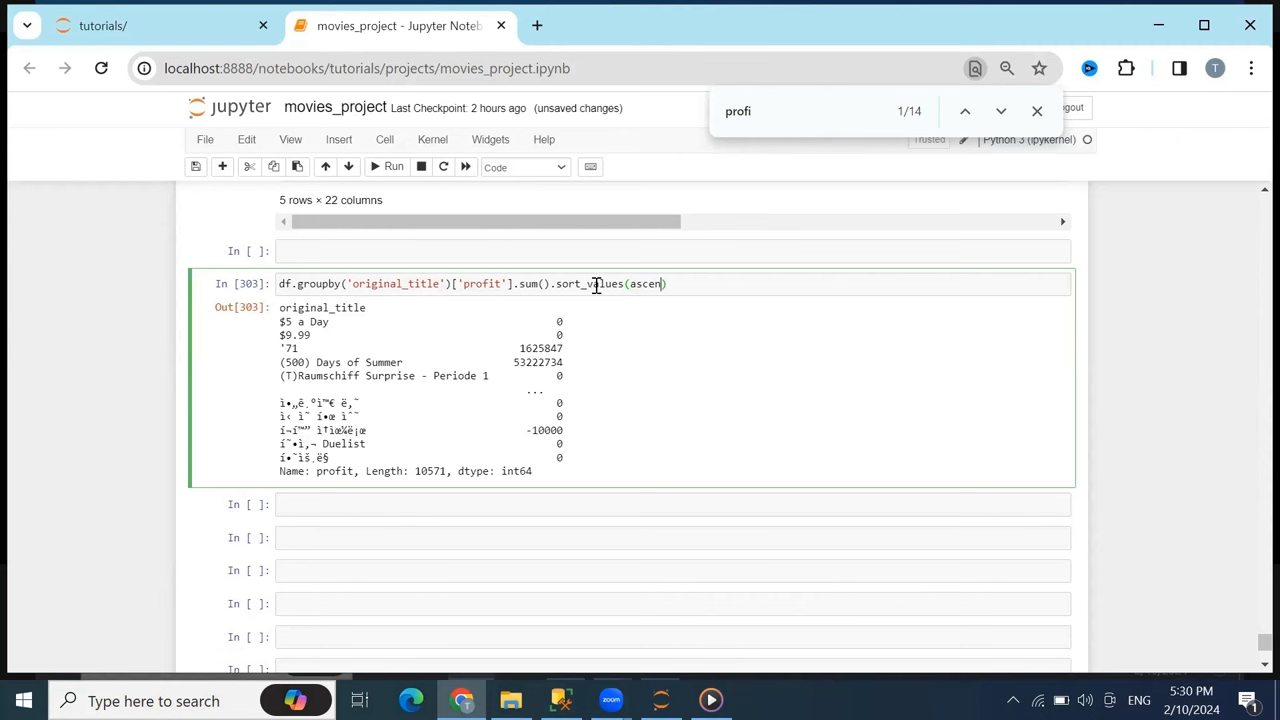 tutorials/
movies_project - Jupyter Noteb
localhost:8888/notebooks/tutorials/projects/movies_project.ipynb
T
profi 1/14
jupyter movies_project Last Checkpoint: 2 hours ago (unsaved changes)
ogout
File Edit View Insert Cell Kernel Widgets Help
Trusted Python 3 (ipykernel)
Run Code
5 rows × 22 columns
In [ ]:
In [303]: df.groupby('original_title')['profit'].sum().sort_values(ascen)
Out[303]: original_title
$5 a Day 0
$9.99 0
'71 1625847
(500) Days of Summer 53222734
(T)Raumschiff Surprise - Periode 1 0
...
0
0
-10000
Duelist 0
0
Name: profit, Length: 10571, dtype: int64
In [ ]:
In [ ]:
In [ ]:
In [ ]:
In [ ]:
In [ ]:
Type here to search
zoom
ENG
5:30 PM
2/10/2024
1